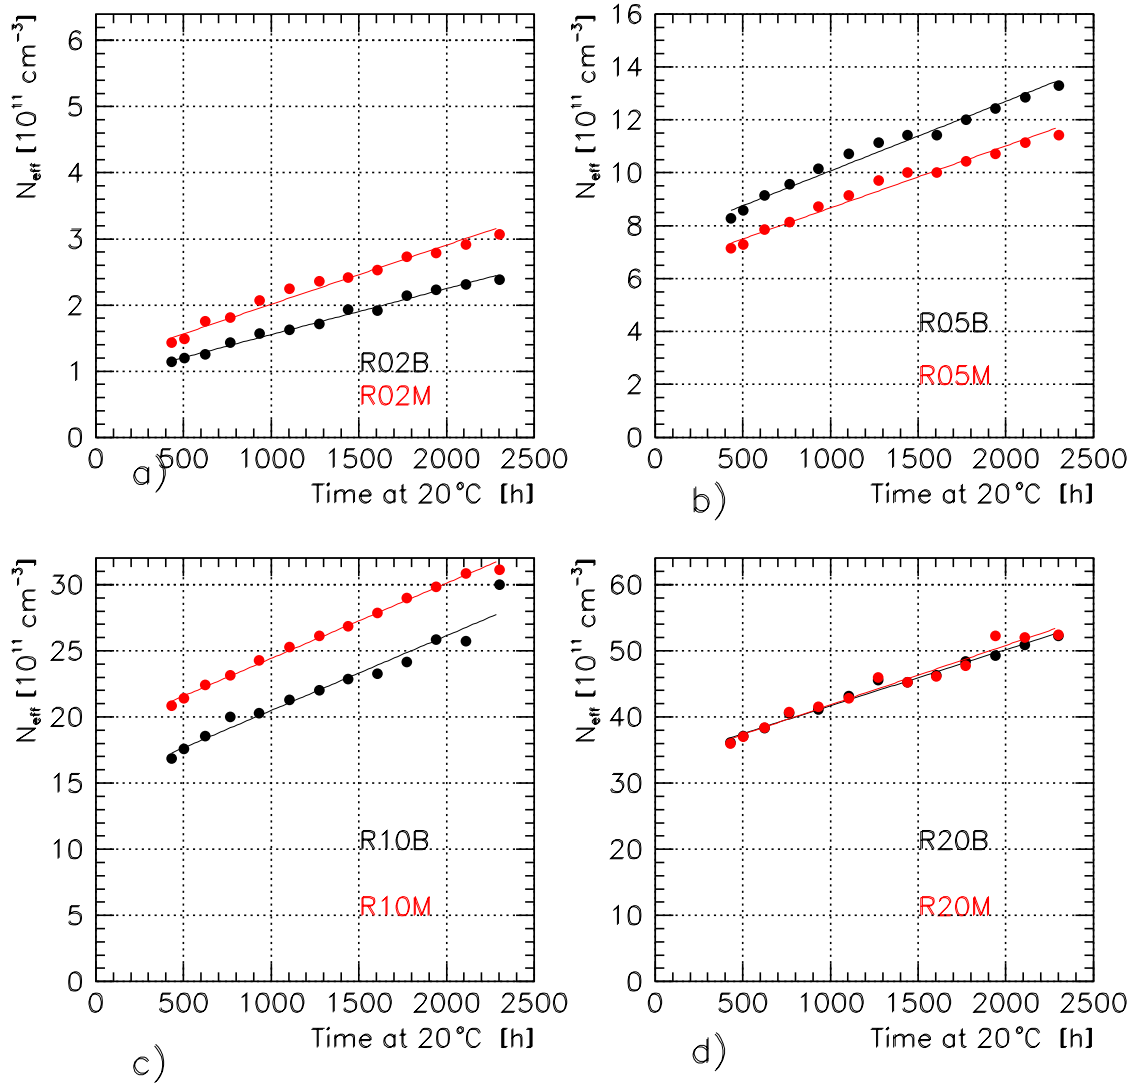 N_eff [10^11 cm^-3]
6
5
4
3
2
1
0
R02B
R02M
0 500 1000 1500 2000 2500
Time at 20°C [h]
a)
N_eff [10^11 cm^-3]
16
14
12
10
8
6
4
2
0
R05B
R05M
0 500 1000 1500 2000 2500
Time at 20°C [h]
b)
N_eff [10^11 cm^-3]
30
25
20
15
10
5
0
R10B
R10M
0 500 1000 1500 2000 2500
Time at 20°C [h]
c)
N_eff [10^11 cm^-3]
60
50
40
30
20
10
0
R20B
R20M
0 500 1000 1500 2000 2500
Time at 20°C [h]
d)